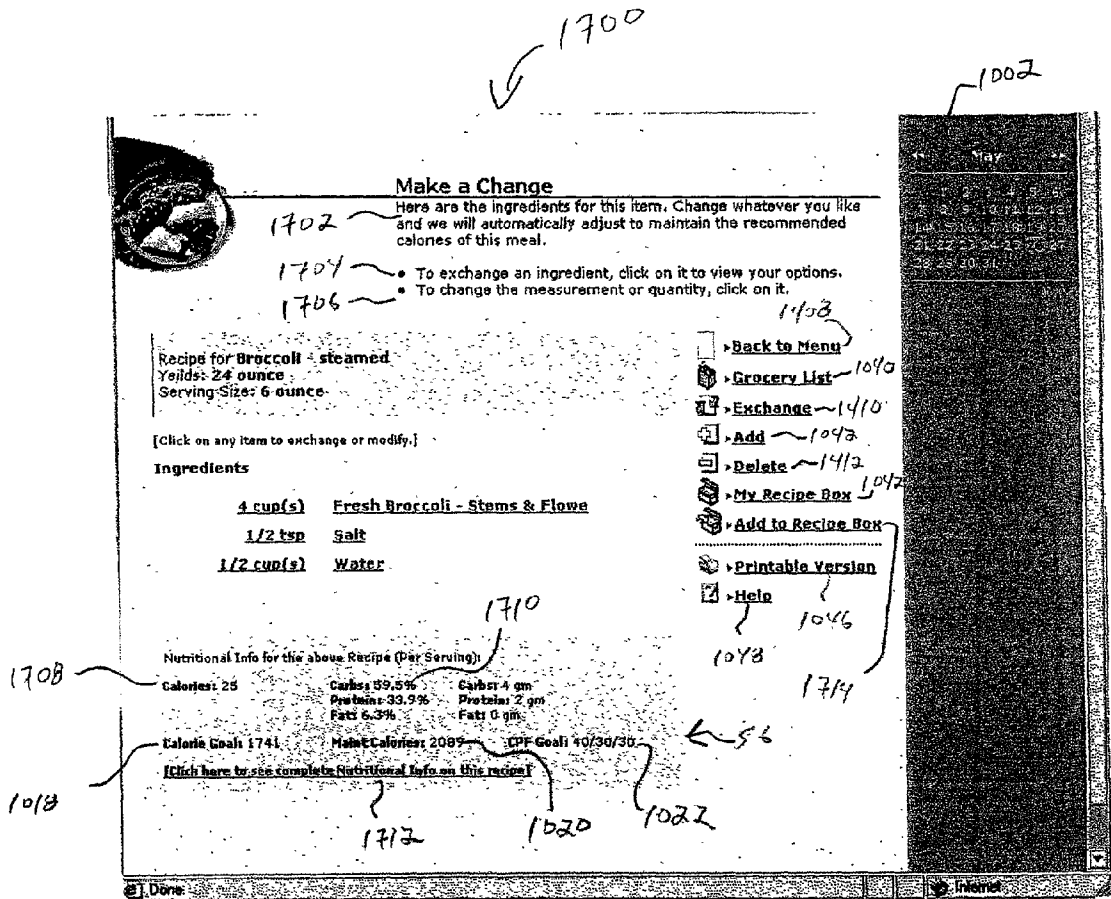 1700
1002
May
Make a Change
1702 Here are the ingredients for this item. Change whatever you like
and we will automatically adjust to maintain the recommended
calories of this meal.
1704 • To exchange an ingredient, click on it to view your options.
1706 • To change the measurement or quantity, click on it.
1408
Back to Menu
Recipe for Broccoli - steamed
Yeilds: 24 ounce
Serving Size: 6 ounce
Grocery List 1040
Exchange 1410
[Click on any item to exchange or modify.]
Add 1042
Delete 1412
Ingredients
My Recipe Box 1042
4 cup(s) Fresh Broccoli - Stems & Flowe
Add to Recipe Box
1/2 tsp Salt
1/2 cup(s) Water
Printable Version
Help
1046
1048
1714
1710
Nutritional Info for the above Recipe (Per Serving):
1708 Calories: 25 Carbs: 59.5% Carbs: 4 gm
Protein: 33.9% Protein: 2 gm
Fat: 6.3% Fat: 0 gm
56
Calorie Goal: 1741 Maint Calories: 2089 CPF Goal: 40/30/30
[Click here to see complete Nutritional Info on this recipe]
1018
1712
1020
1022
Done
Internet